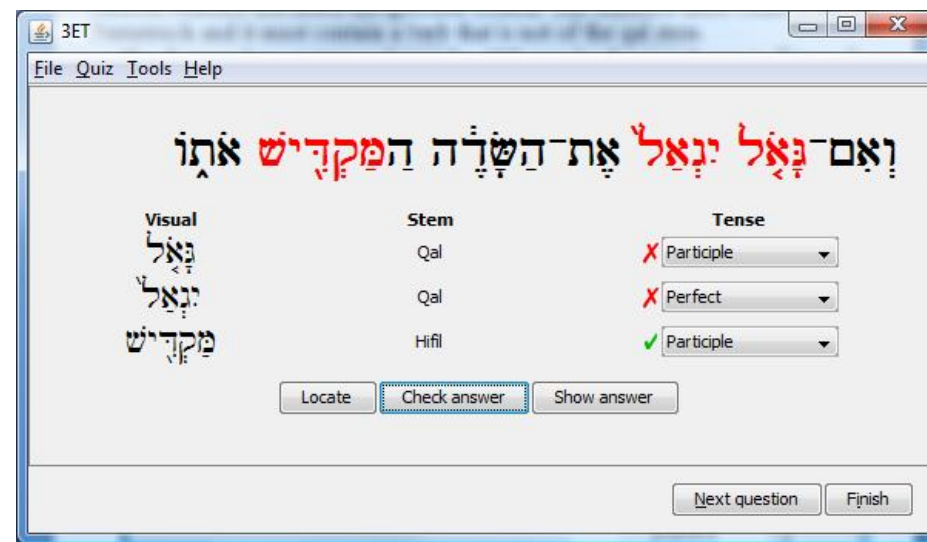 3ET
File Quiz Tools Help
וְאִם־גָּאֹ֤ל יִגְאַל֙ אֶת־הַשָּׂדֶ֔ה הַמַּקְדִּ֖ישׁ אֹת֑וֹ
Visual Stem Tense
גָּאֹ֤ל Qal ✗ Participle
יִגְאַל֙ Qal ✗ Perfect
מַּקְדִּ֖ישׁ Hifil ✓ Participle
Locate Check answer Show answer
Next question Finish